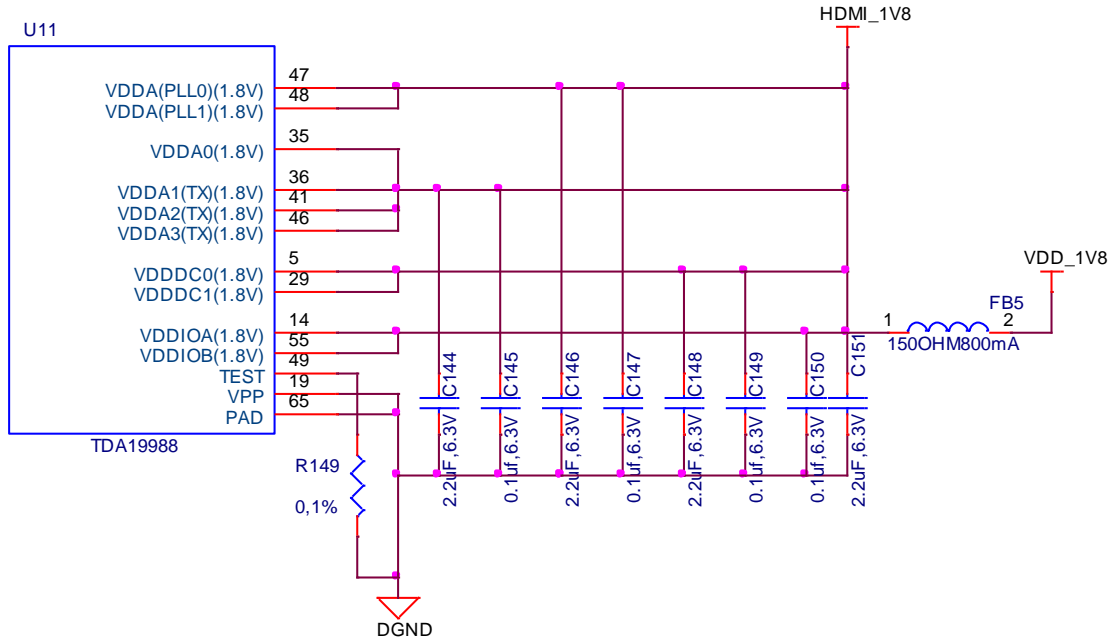 HDMI_1V8
U11
47
VDDA(PLL0)(1.8V)
48
VDDA(PLL1)(1.8V)
35
VDDA0(1.8V)
36
VDDA1(TX)(1.8V)
41
VDDA2(TX)(1.8V)
46
VDDA3(TX)(1.8V)
5
VDDDC0(1.8V)
29
VDDDC1(1.8V)
VDD_1V8
FB5
14
VDDIOA(1.8V)
1
2
150OHM800mA
55
VDDIOB(1.8V)
49
TEST
19
VPP
65
PAD
TDA19988
C144
C145
C146
C147
C148
C149
C150
C151
2.2uF,6.3V
0.1uf,6.3V
2.2uF,6.3V
0.1uf,6.3V
2.2uF,6.3V
0.1uf,6.3V
0.1uf,6.3V
2.2uF,6.3V
R149
0,1%
DGND